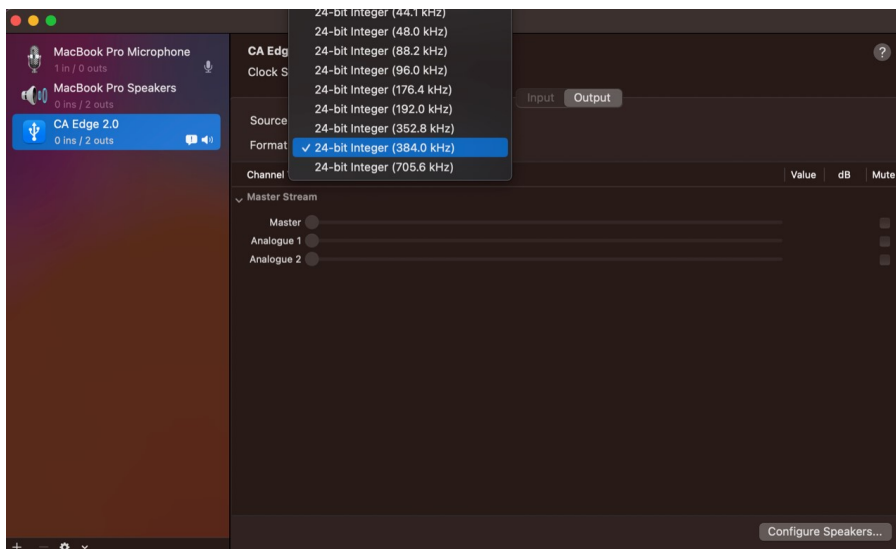 24-bit Integer (44.1 kHz)
24-bit Integer (48.0 kHz)
24-bit Integer (88.2 kHz)
24-bit Integer (96.0 kHz)
24-bit Integer (176.4 kHz)
24-bit Integer (192.0 kHz)
24-bit Integer (352.8 kHz)
✓ 24-bit Integer (384.0 kHz)
24-bit Integer (705.6 kHz)
MacBook Pro Microphone
1 in / 0 outs
MacBook Pro Speakers
0 ins / 2 outs
CA Edge 2.0
0 ins / 2 outs
CA Edg
Clock S
?
Input Output
Source
Format
Channel Value dB Mute
Master Stream
Master
Analogue 1
Analogue 2
Configure Speakers...